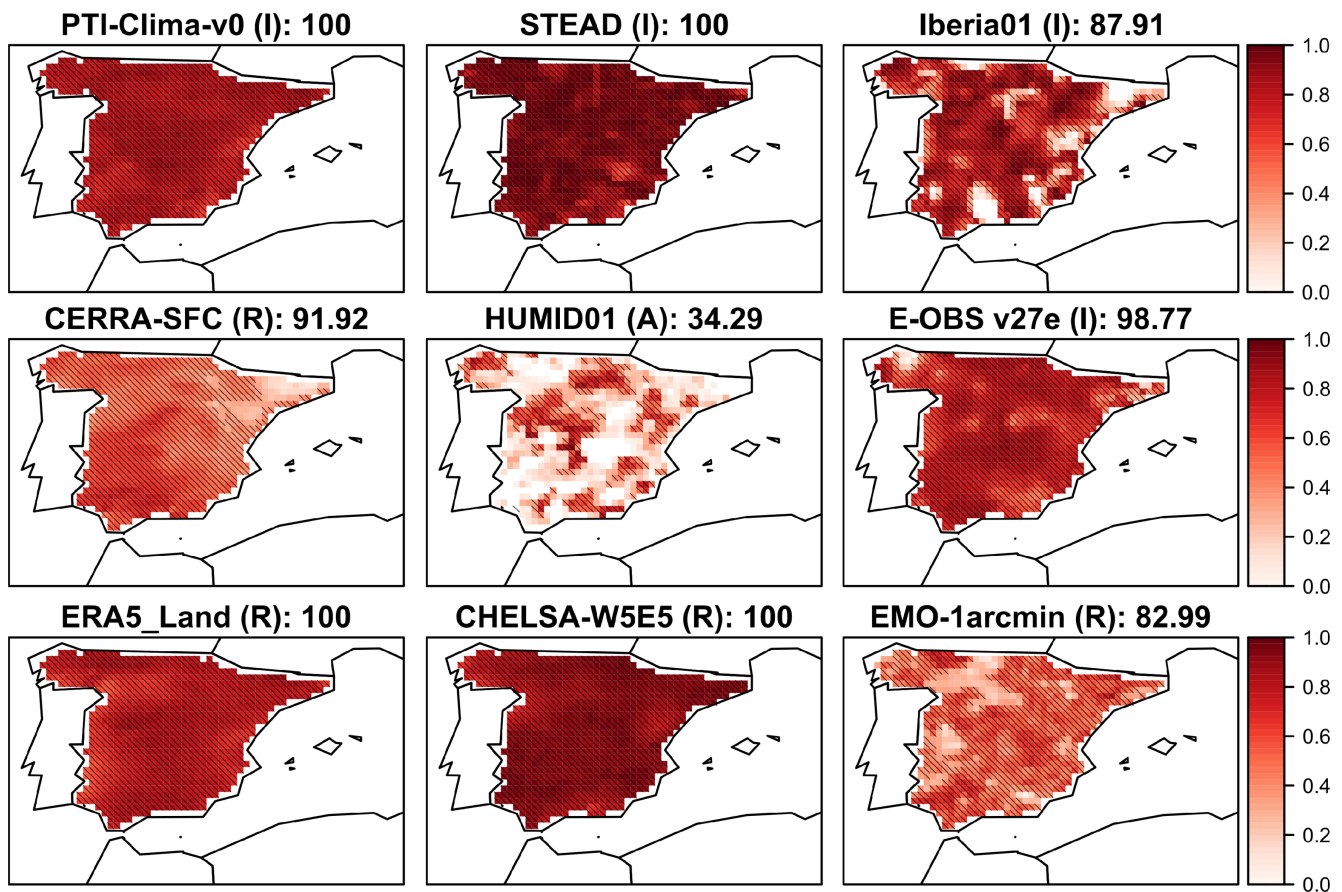 PTI-Clima-v0 (I): 100
STEAD (I): 100
Iberia01 (I): 87.91
1.0
0.8
0.6
0.4
0.2
0.0
CERRA-SFC (R): 91.92
HUMID01 (A): 34.29
E-OBS v27e (I): 98.77
1.0
0.8
0.6
0.4
0.2
0.0
ERA5_Land (R): 100
CHELSA-W5E5 (R): 100
EMO-1arcmin (R): 82.99
1.0
0.8
0.6
0.4
0.2
0.0